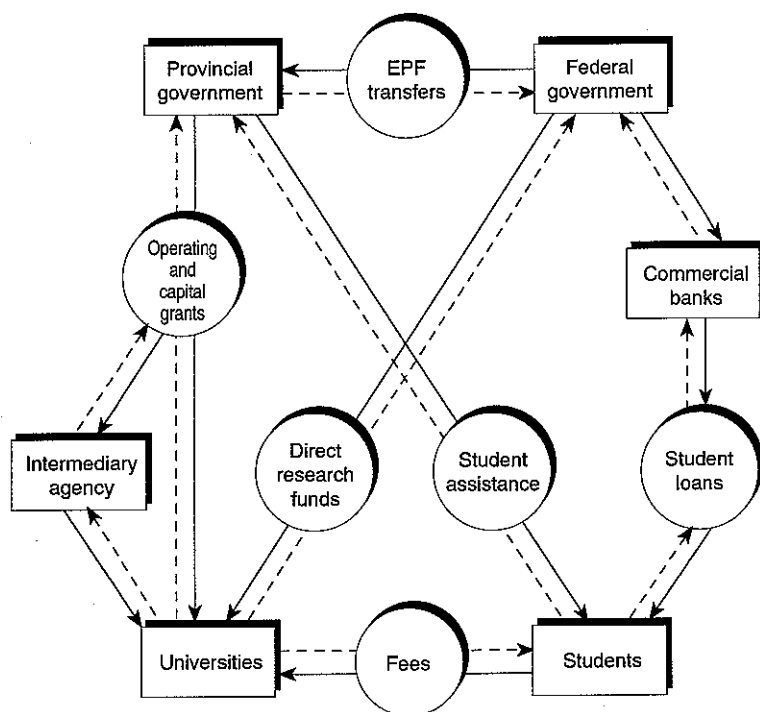 Provincial
government
EPF
transfers
Federal
government
Operating
and
capital
grants
Commercial
banks
Intermediary
agency
Direct
research
funds
Student
assistance
Student
loans
Universities
Fees
Students